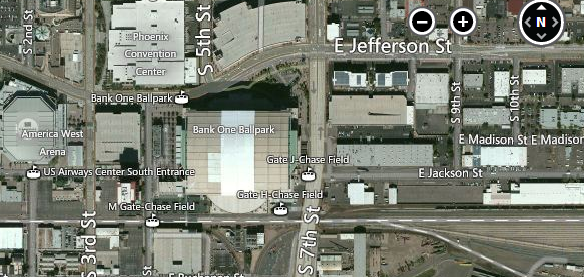 S 2nd St
S 5th St
Phoenix
Convention
Center
E Jefferson St
N
Bank One Ballpark
S 9th St
S 10th St
America West
Arena
Bank One Ballpark
E Madison St
E Madison
Gate J-Chase Field
US Airways Center South Entrance
E Jackson St
Gate H-Chase Field
M Gate-Chase Field
S 3rd St
S 7th St
St
E Buchanan St